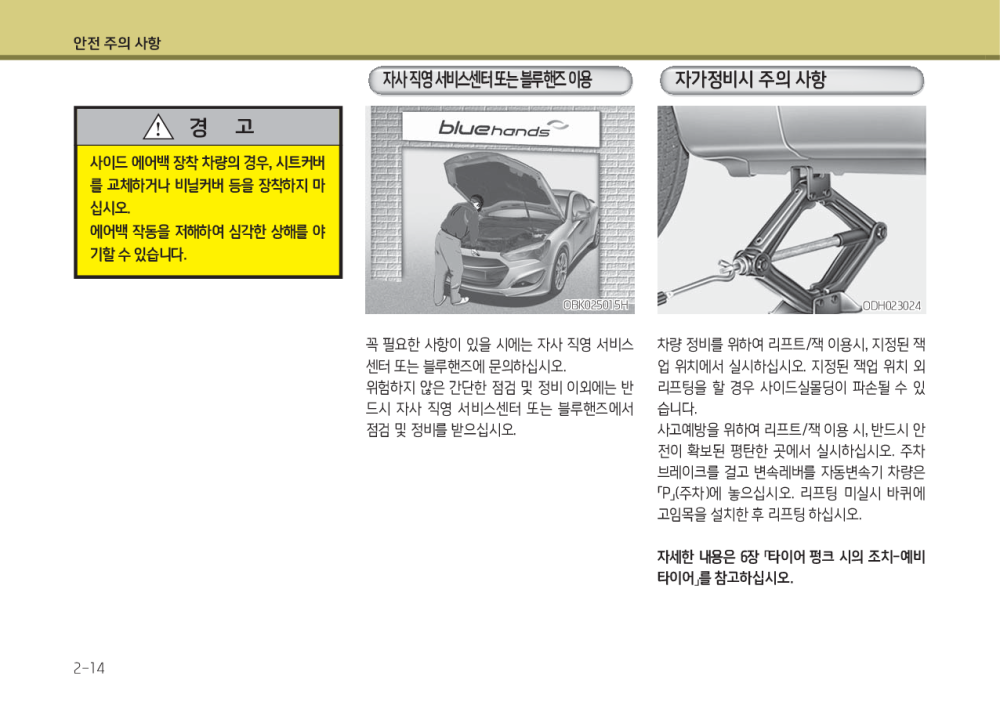 안전 주의 사항
경 고
사이드 에어백 장착 차량의 경우, 시트커버
를 교체하거나 비닐커버 등을 장착하지 마
십시오.
에어백 작동을 저해하여 심각한 상해를 야
기할 수 있습니다.
자사 직영 서비스센터 또는 블루핸즈 이용
bluehands
OBK025015H
꼭 필요한 사항이 있을 시에는 자사 직영 서비스
센터 또는 블루핸즈에 문의하십시오.
위험하지 않은 간단한 점검 및 정비 이외에는 반
드시 자사 직영 서비스센터 또는 블루핸즈에서
점검 및 정비를 받으십시오.
자가정비시 주의 사항
ODH023024
차량 정비를 위하여 리프트/잭 이용시, 지정된 잭
업 위치에서 실시하십시오. 지정된 잭업 위치 외
리프팅을 할 경우 사이드실몰딩이 파손될 수 있
습니다.
사고예방을 위하여 리프트/잭 이용 시, 반드시 안
전이 확보된 평탄한 곳에서 실시하십시오. 주차
브레이크를 걸고 변속레버를 자동변속기 차량은
「P」(주차)에 놓으십시오. 리프팅 미실시 바퀴에
고임목을 설치한 후 리프팅 하십시오.
자세한 내용은 6장 「타이어 펑크 시의 조치-예비
타이어」를 참고하십시오.
2-14